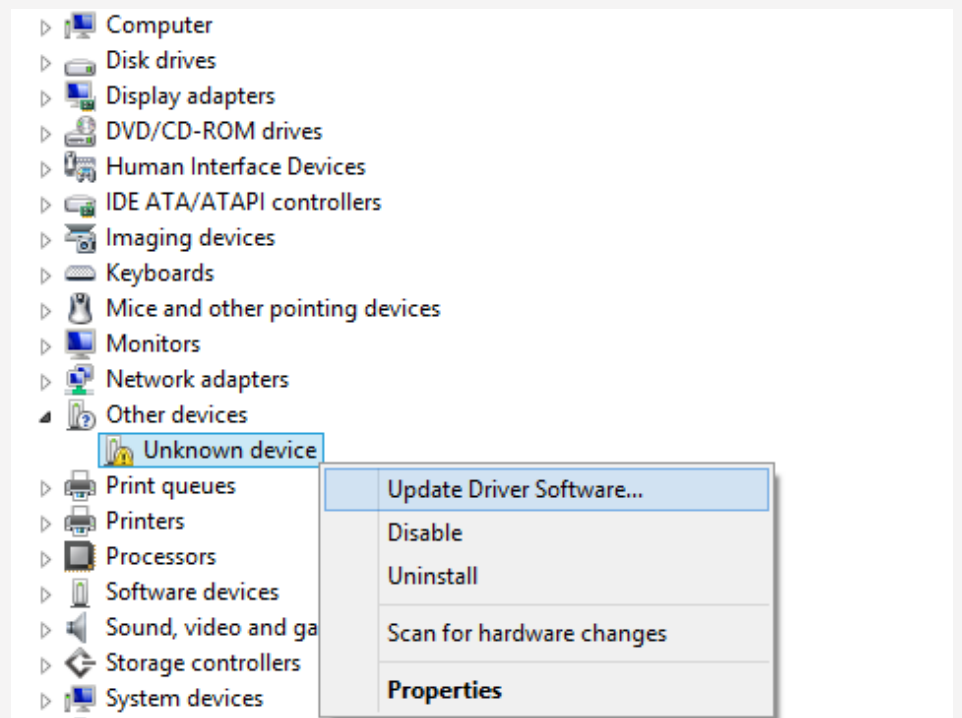 Computer
Disk drives
Display adapters
DVD/CD-ROM drives
Human Interface Devices
IDE ATA/ATAPI controllers
Imaging devices
Keyboards
Mice and other pointing devices
Monitors
Network adapters
Other devices
Unknown device
Print queues
Printers
Processors
Software devices
Sound, video and ga
Storage controllers
System devices
Update Driver Software...
Disable
Uninstall
Scan for hardware changes
Properties